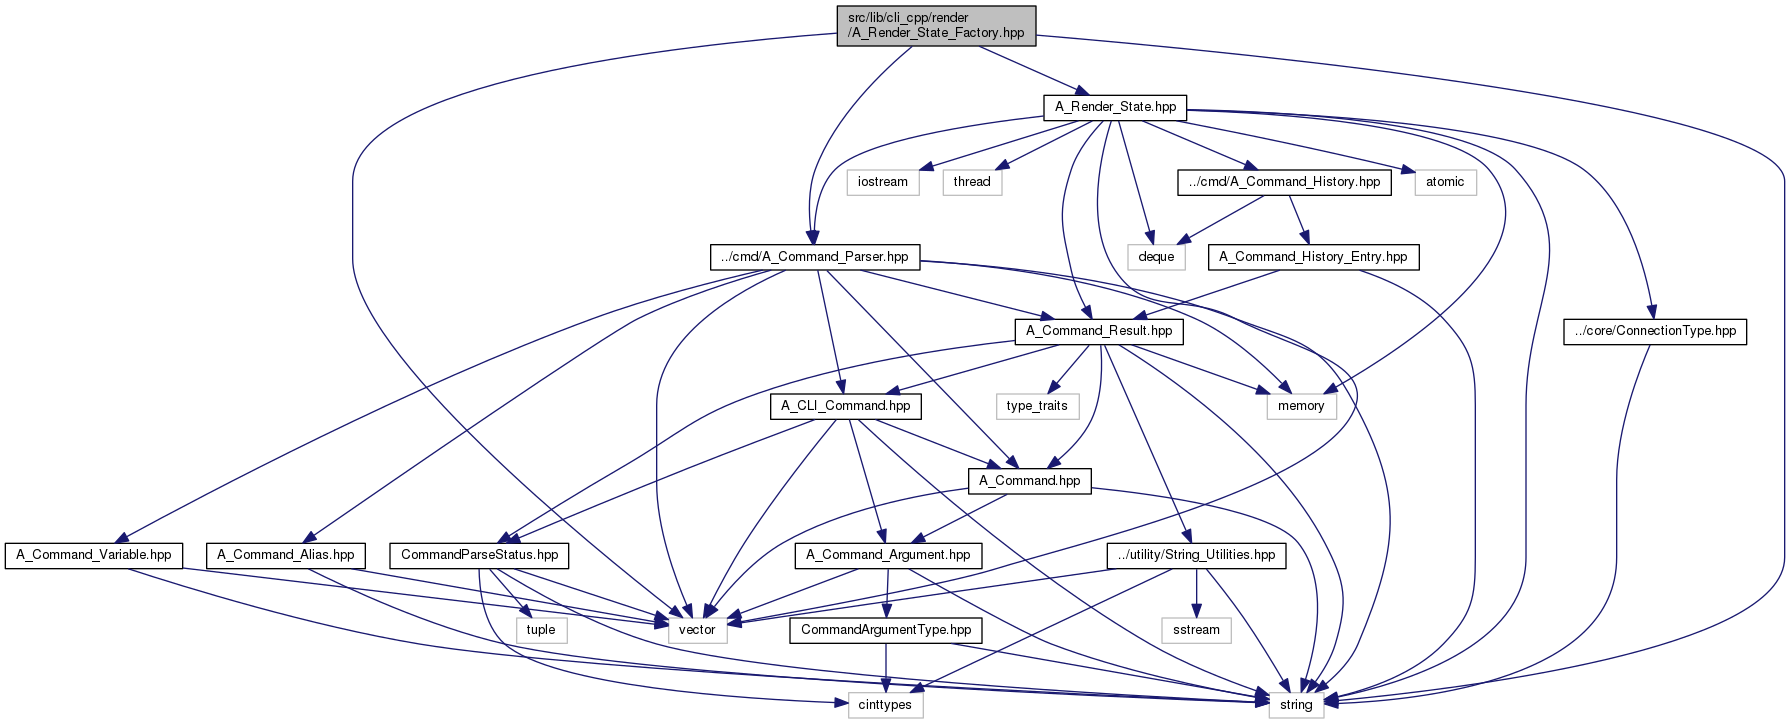 src/lib/cli_cpp/render
/A_Render_State_Factory.hpp
A_Render_State.hpp
iostream
thread
../cmd/A_Command_History.hpp
atomic
../cmd/A_Command_Parser.hpp
deque
A_Command_History_Entry.hpp
A_Command_Result.hpp
../core/ConnectionType.hpp
A_CLI_Command.hpp
type_traits
memory
A_Command.hpp
A_Command_Variable.hpp
A_Command_Alias.hpp
CommandParseStatus.hpp
A_Command_Argument.hpp
../utility/String_Utilities.hpp
tuple
vector
CommandArgumentType.hpp
sstream
cinttypes
string